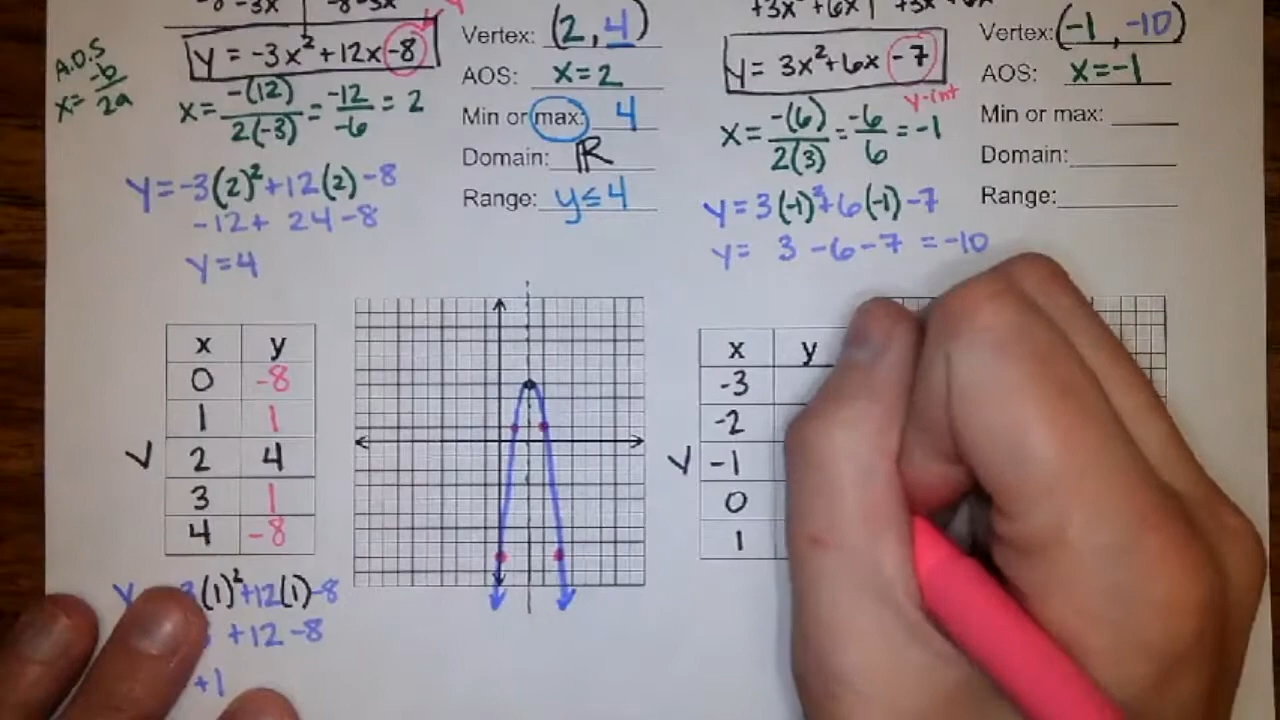 A.O.S
x = -b/2a
y = -3x² + 12x -8
x = -(12)/2(-3) = -12/-6 = 2
y = -3(2)² + 12(2) -8
-12 + 24 -8
y = 4
Vertex: (2, 4)
AOS: x = 2
Min or max: 4
Domain: ℝ
Range: y ≤ 4
x y
0 -8
1 1
√ 2 4
3 1
4 -8
(1)² + 12(1) -8
+12 -8
+1
y = 3x² + 6x -7
y-int
x = -(6)/2(3) = -6/6 = -1
y = 3(-1)² + 6(-1) -7
y = 3 -6 -7 = -10
Vertex: (-1, -10)
AOS: x = -1
Min or max:
Domain:
Range:
x y
-3
-2
√ -1
0
1